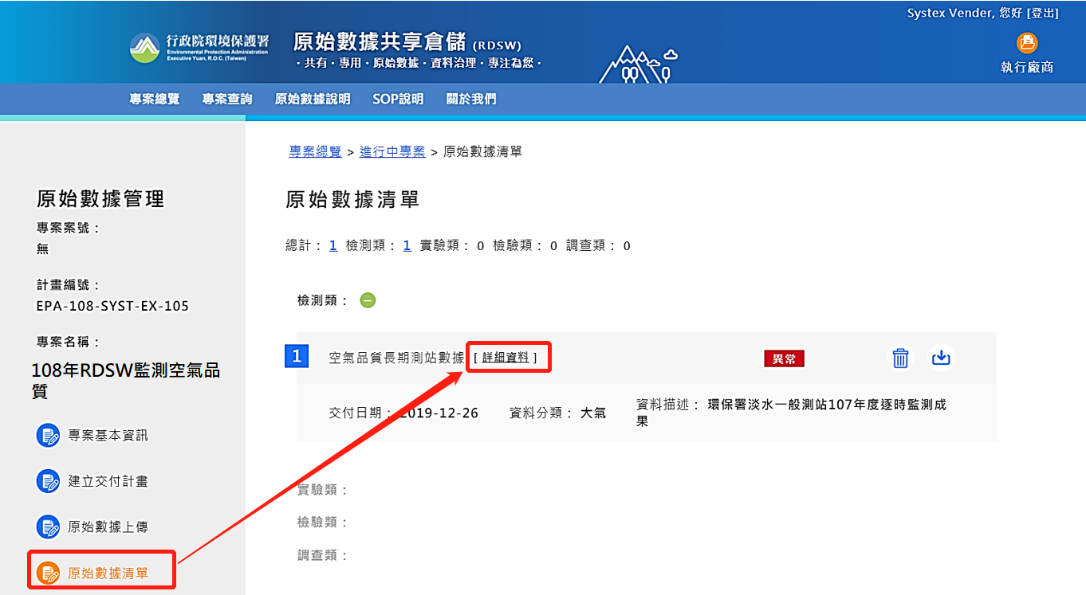 Systex Vender, 您好 [登出]
行政院環境保護署
Environmental Protection Administration
Executive Yuan, R.O.C. (Taiwan)
原始數據共享倉儲 (RDSW)
・共有・專用・原始數據・資料治理・專注為您・
執行廠商
專案總覽 專案查詢 原始數據說明 SOP說明 關於我們
專案總覽 > 進行中專案 > 原始數據清單
原始數據管理
專案案號：
無
計畫編號：
EPA-108-SYST-EX-105
專案名稱：
108年RDSW監測空氣品
質
專案基本資訊
建立交付計畫
原始數據上傳
原始數據清單
原始數據清單
總計： 1 檢測類： 1 實驗類： 0 檢驗類： 0 調查類： 0
檢測類：
1 空氣品質長期測站數據 [ 詳細資料 ] 異常
交付日期： 2019-12-26 資料分類： 大氣 資料描述： 環保署淡水一般測站107年度逐時監測成
果
實驗類：
檢驗類：
調查類：